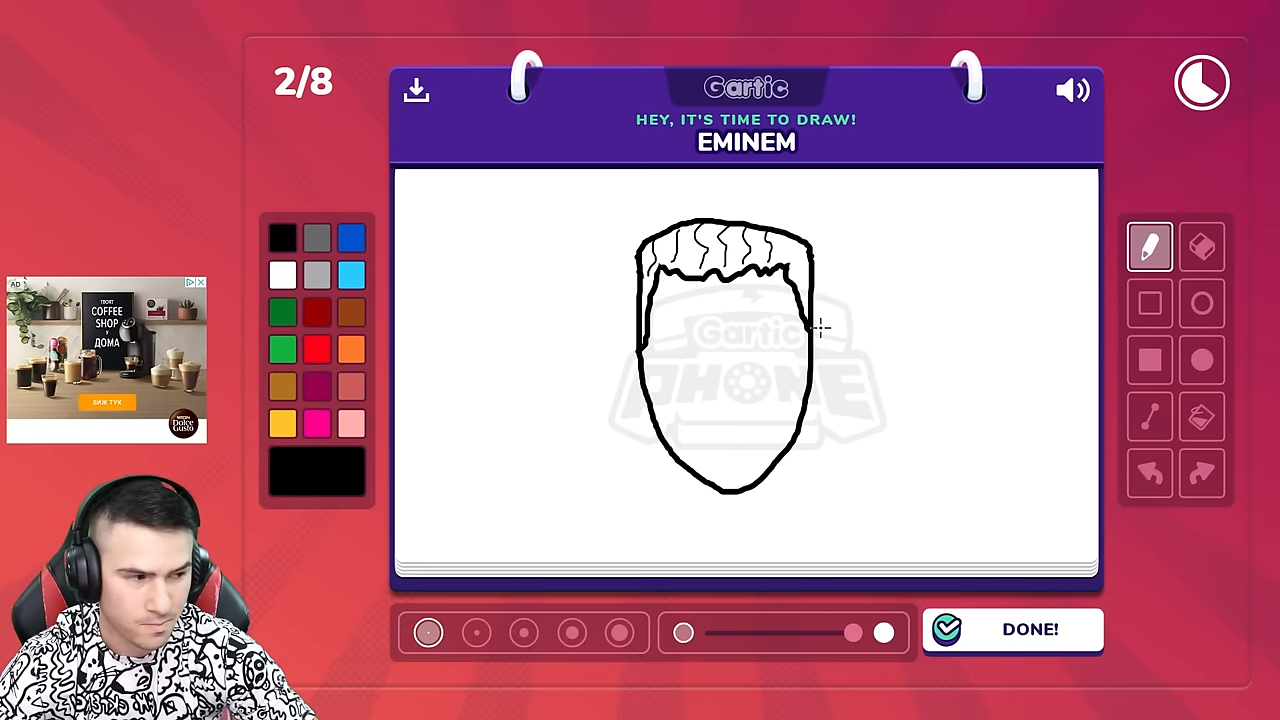 2/8
Gartic
HEY, IT'S TIME TO DRAW!
EMINEM
Gartic
PHONE
AD
ТВОЯТ
COFFEE
SHOP
У
ДОМА
ВИЖ ТУК
NESCAFÉ
Dolce
Gusto
DONE!